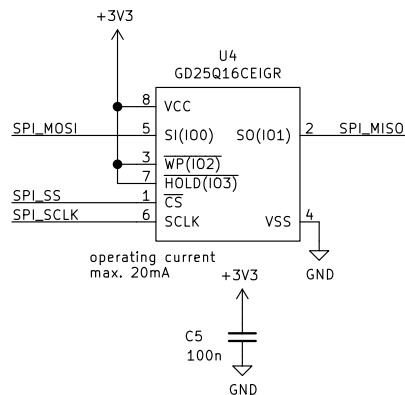 +3V3
U4
GD25Q16CEIGR
8 VCC
SPI_MOSI 5 SI(IO0) SO(IO1) 2 SPI_MISO
3 WP(IO2)
7 HOLD(IO3)
SPI_SS 1 CS
SPI_SCLK 6 SCLK VSS 4
operating current
max. 20mA
GND
+3V3
C5
100n
GND